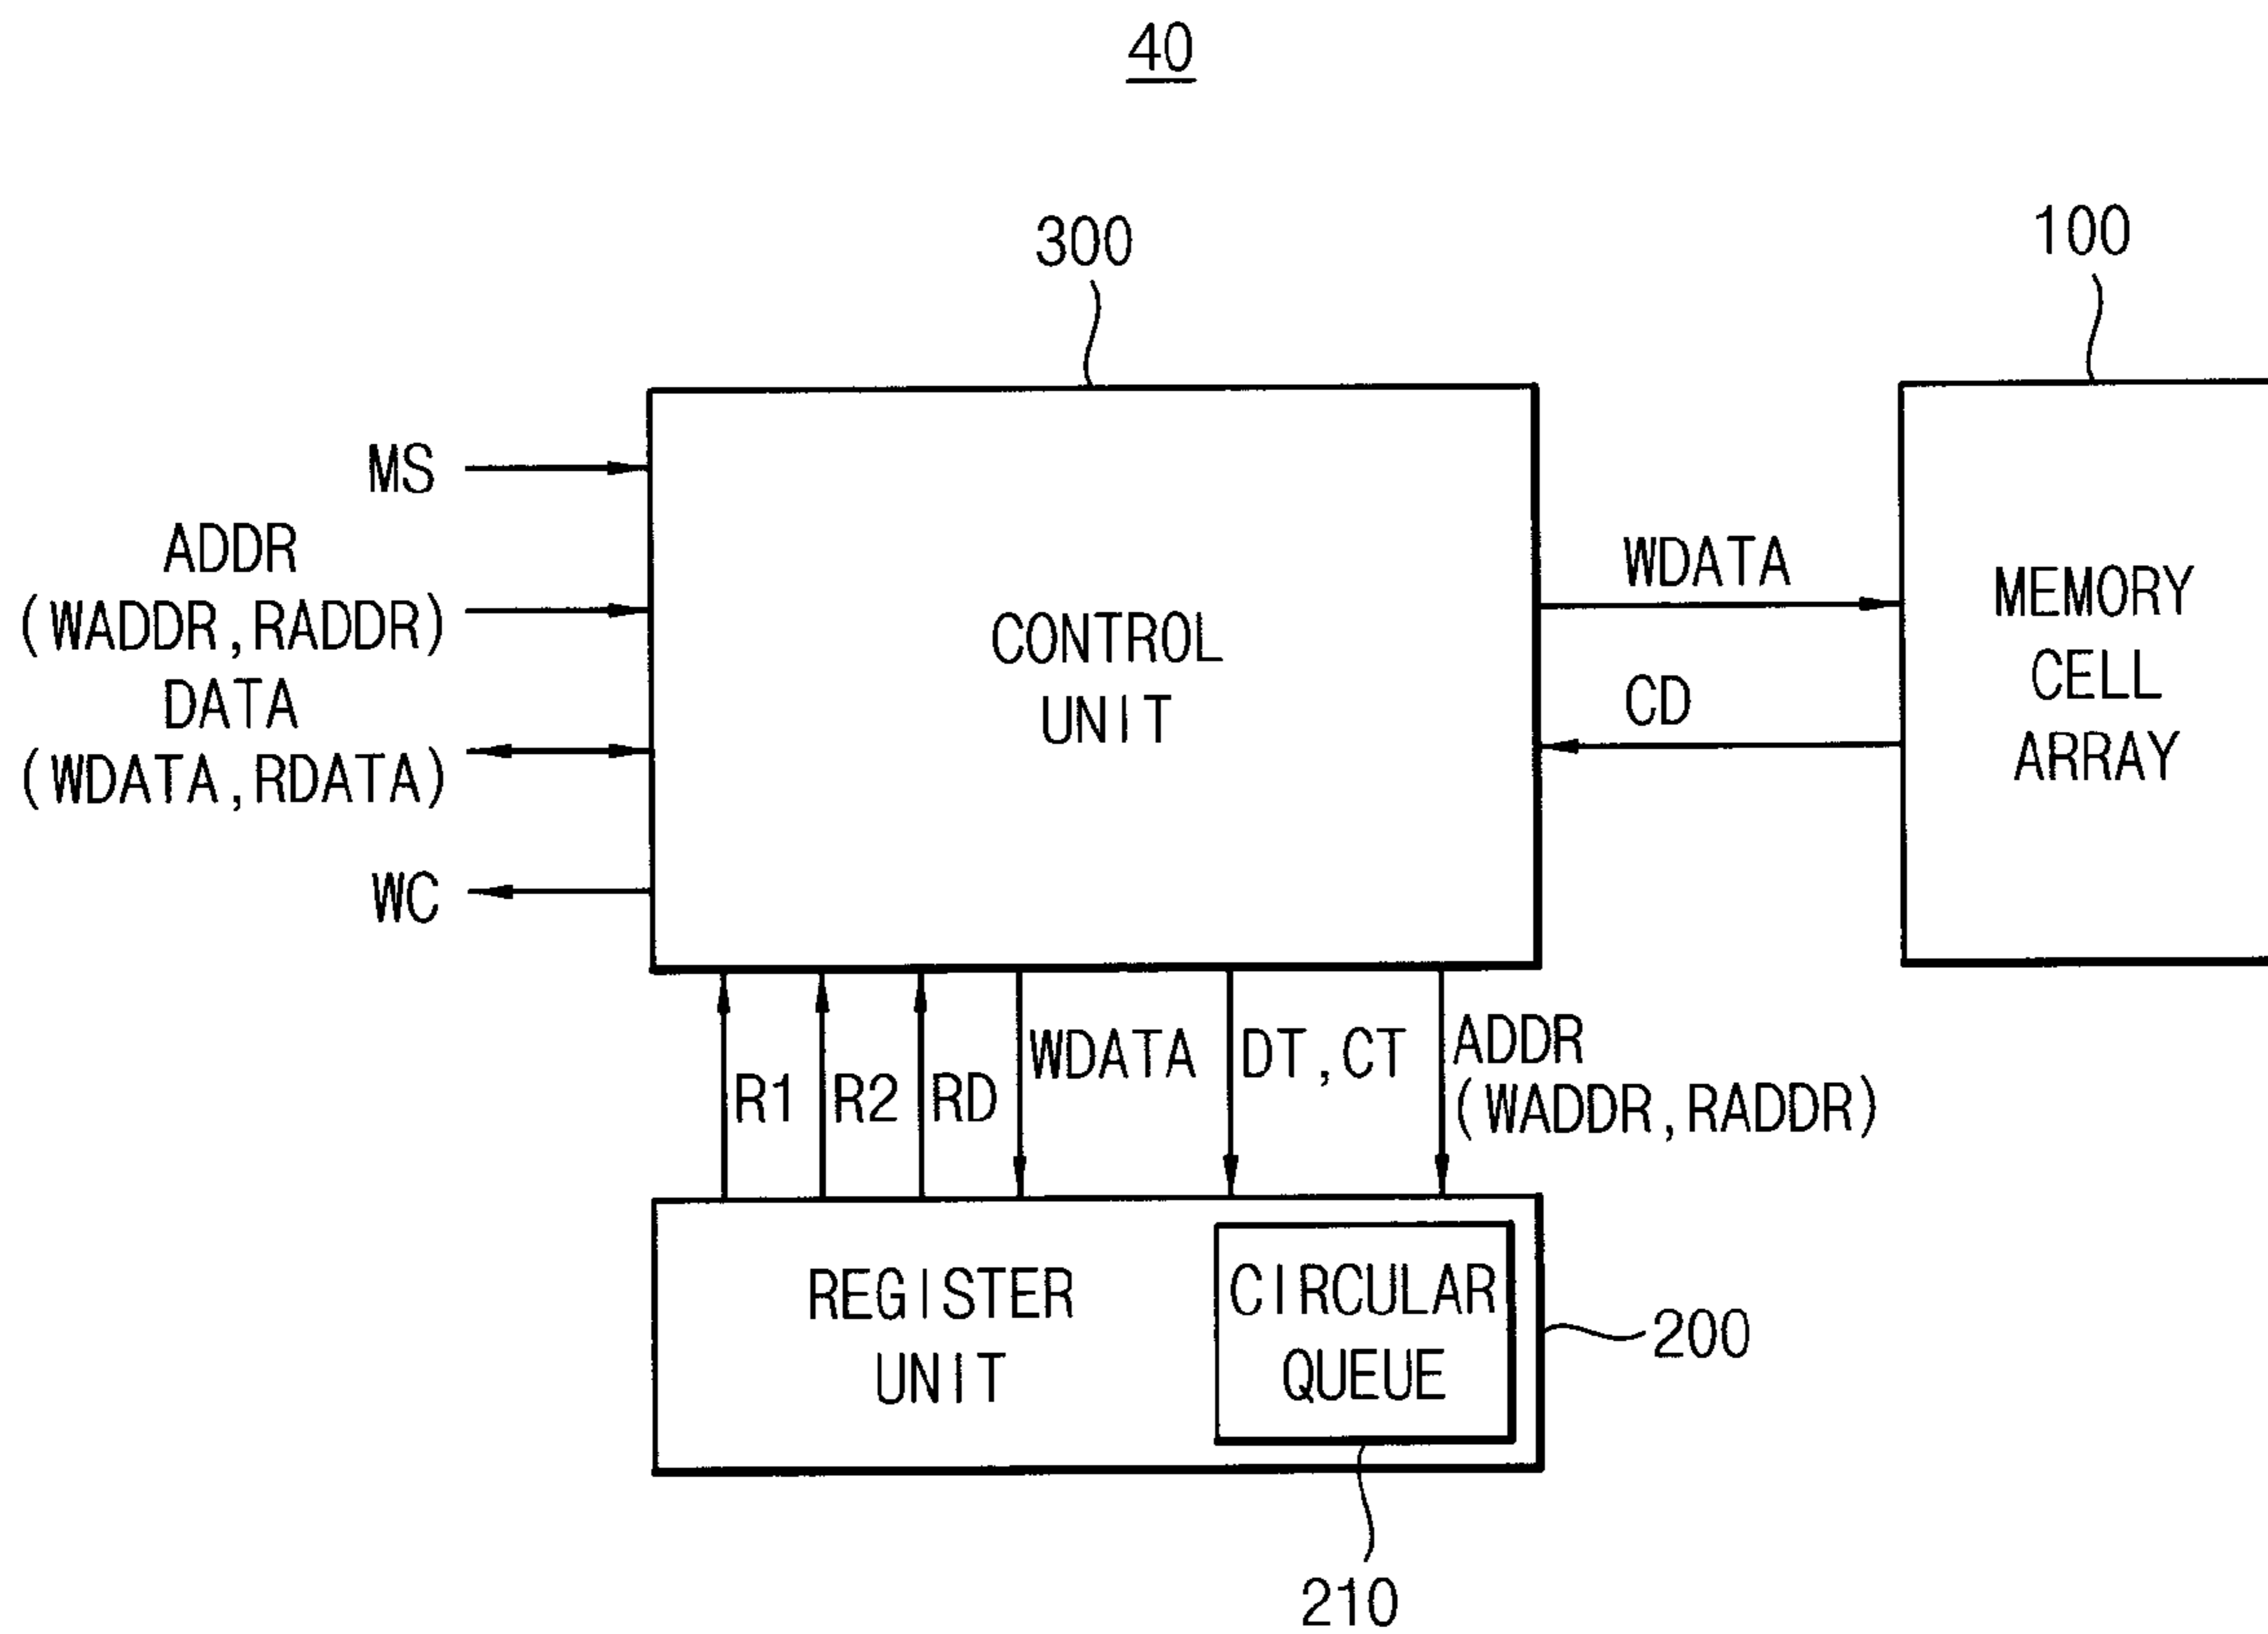 40
300
100
MS
ADDR
(WADDR,RADDR)
DATA
(WDATA,RDATA)
WC
CONTROL
UNIT
WDATA
CD
MEMORY
CELL
ARRAY
R1
R2
RD
WDATA
DT,CT
ADDR
(WADDR,RADDR)
REGISTER
UNIT
CIRCULAR
QUEUE
200
210